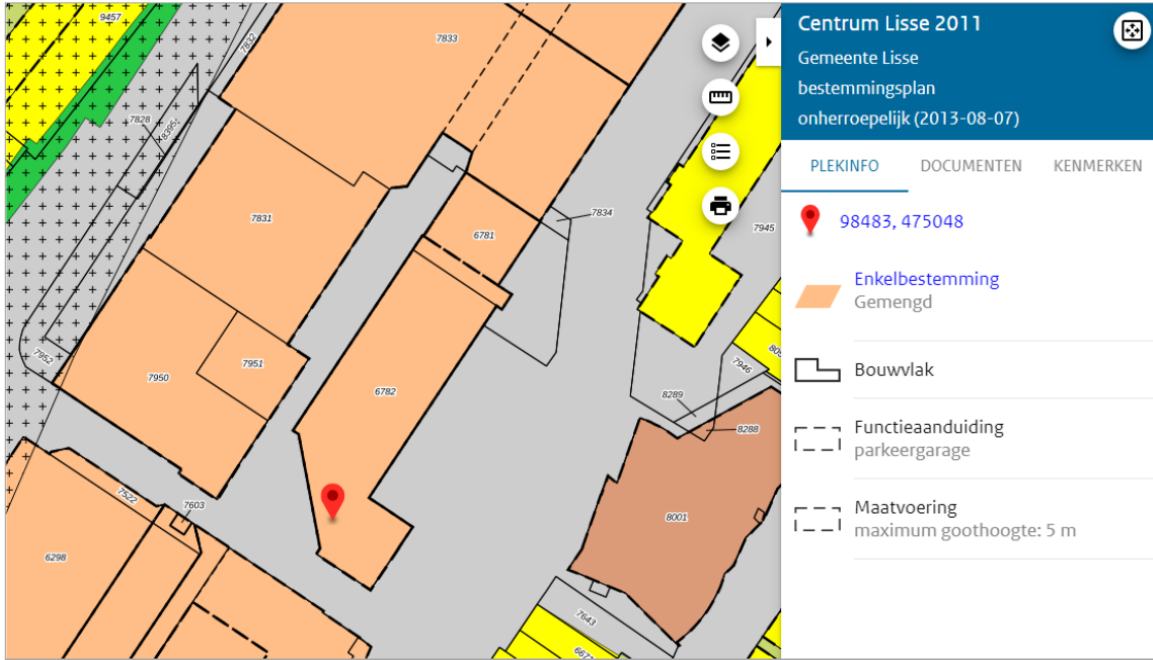 9457
7832
7833
7828
8395
7831
7834
7945
6781
7952
7950
7951
6782
7946
8289
8288
7522
7603
8001
6298
7643
Centrum Lisse 2011
Gemeente Lisse
bestemmingsplan
onherroepelijk (2013-08-07)
PLEKINFO DOCUMENTEN KENMERKEN
98483, 475048
Enkelbestemming
Gemengd
Bouwvlak
Functieaanduiding
parkeergarage
Maatvoering
maximum goothoogte: 5 m